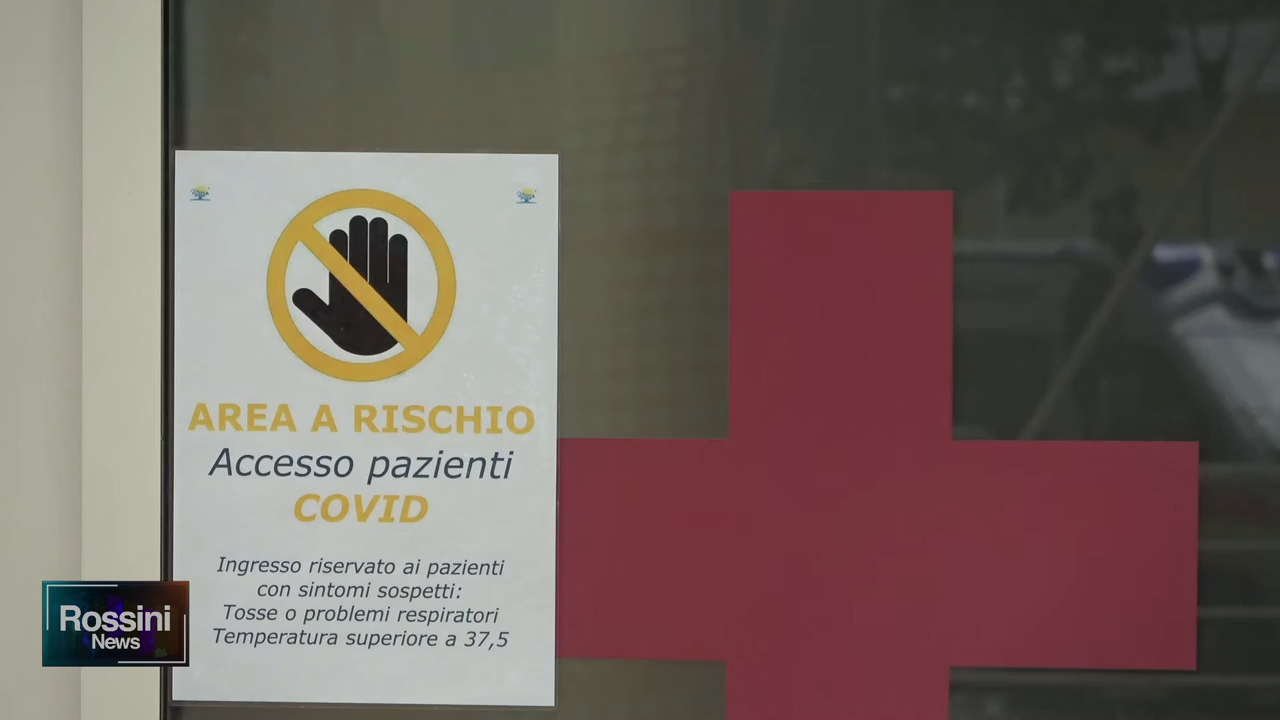 AREA A RISCHIO
Accesso pazienti
COVID
Ingresso riservato ai pazienti
con sintomi sospetti:
Tosse o problemi respiratori
Temperatura superiore a 37,5
Rossini
News